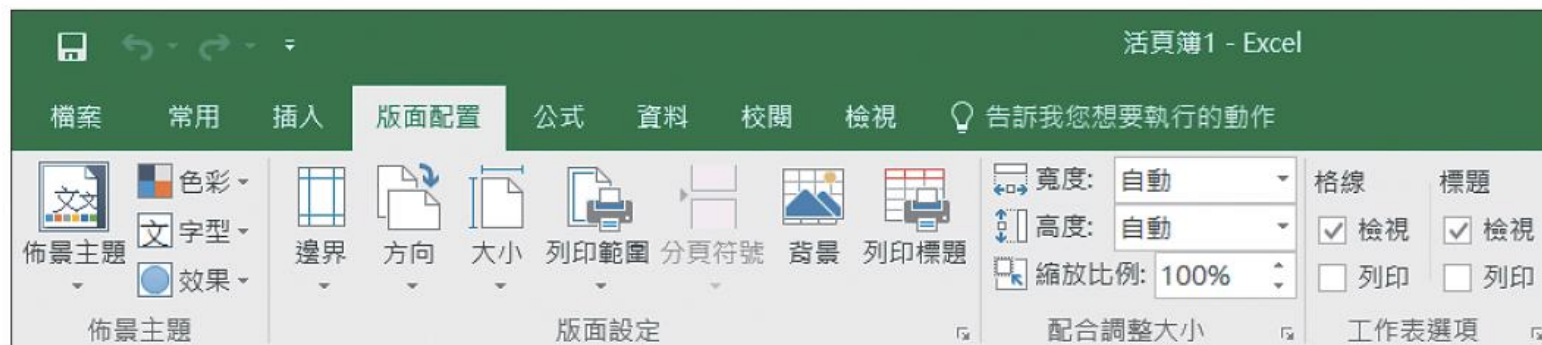 活頁簿1 - Excel
檔案 常用 插入 版面配置 公式 資料 校閱 檢視 告訴我您想要執行的動作
文文
佈景主題
色彩
文 字型
效果
佈景主題
邊界 方向 大小 列印範圍 分頁符號 背景 列印標題
版面設定
寬度: 自動
高度: 自動
縮放比例: 100%
配合調整大小
格線 標題
檢視 檢視
列印 列印
工作表選項